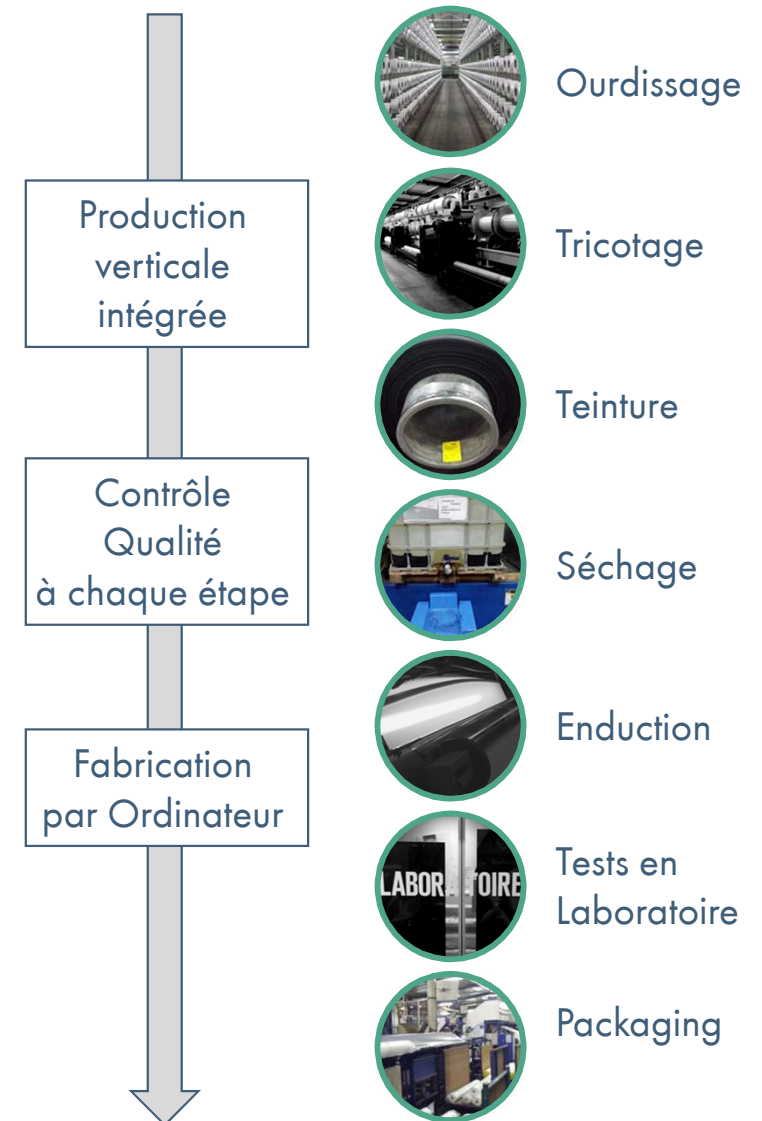 Ourdissage
Production
verticale
intégrée
Tricotage
Teinture
Contrôle
Qualité
à chaque étape
Séchage
Enduction
Fabrication
par Ordinateur
LABORATOIRE
Tests en
Laboratoire
Packaging